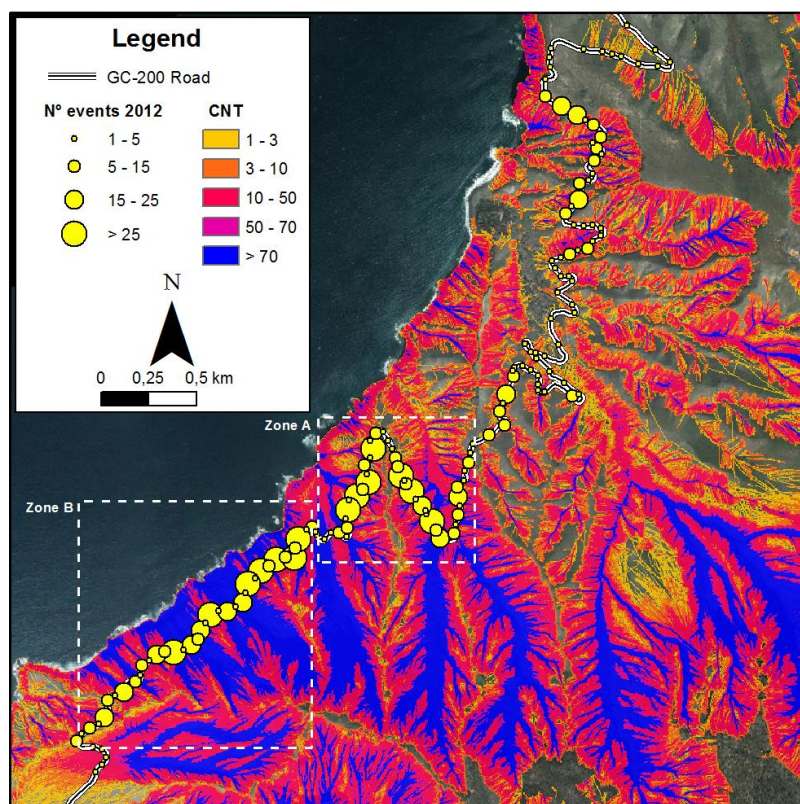 Legend
GC-200 Road
Nº events 2012
1 - 5
5 - 15
15 - 25
> 25
CNT
1 - 3
3 - 10
10 - 50
50 - 70
> 70
N
0 0,25 0,5 km
Zone A
Zone B